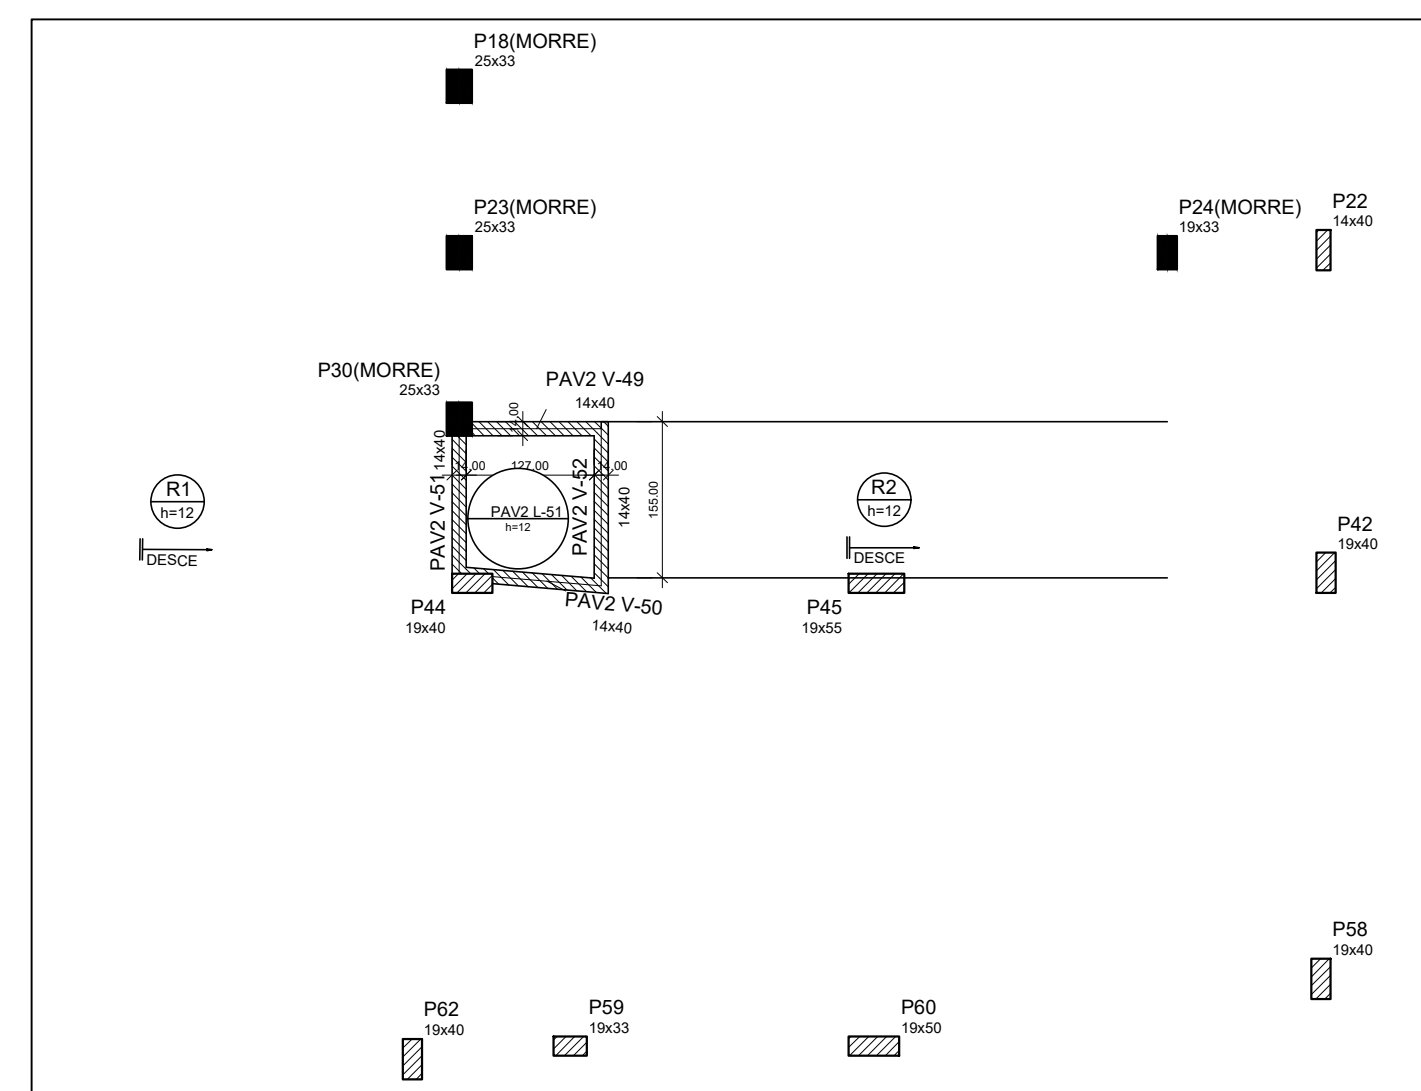 P18(MORRE)
25x33
P23(MORRE)
25x33
P24(MORRE)
19x33
P22
14x40
P30(MORRE)
25x33
PAV2 V-49
14x40
14,00
PAV2 V-51
14x40
14,00
127,00
14,00
PAV2 V-52
14x40
155.00
PAV2 L-51
h=12
R1
h=12
DESCE
R2
h=12
DESCE
P42
19x40
P44
19x40
PAV2 V-50
14x40
P45
19x55
P58
19x40
P62
19x40
P59
19x33
P60
19x50